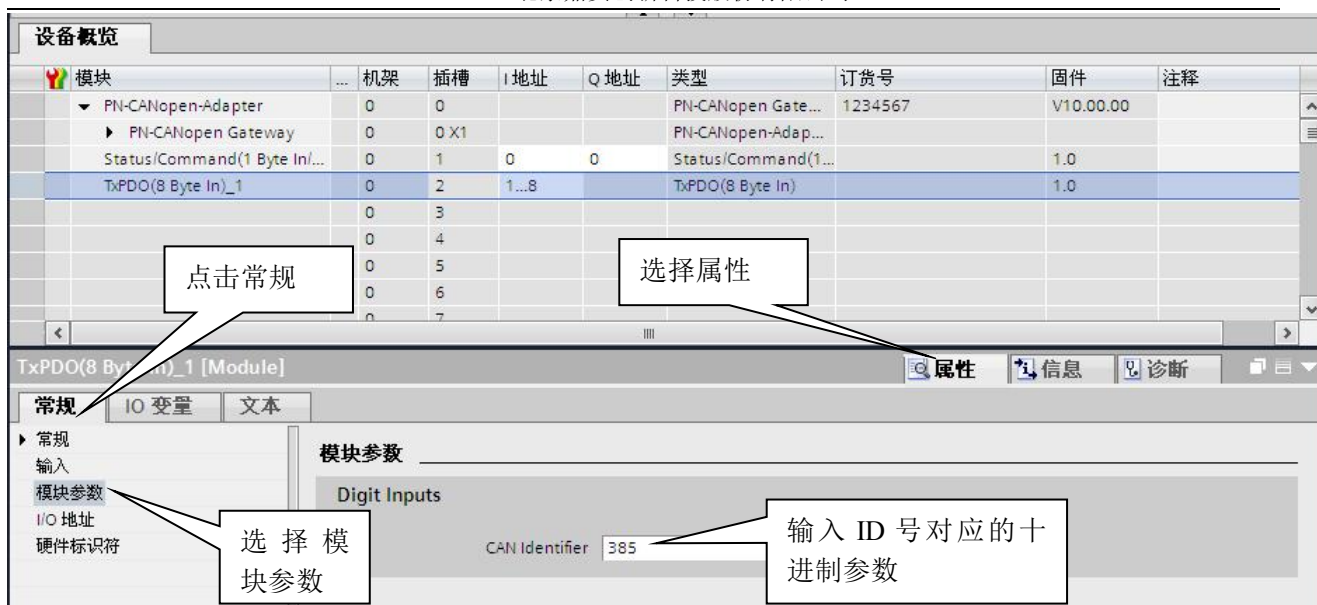 设备概览
模块 ... 机架 插槽 I 地址 Q 地址 类型 订货号 固件 注释
PN-CANopen-Adapter 0 0 PN-CANopen Gate... 1234567 V10.00.00
PN-CANopen Gateway 0 0 X1 PN-CANopen-Adap...
Status/Command(1 Byte In/... 0 1 0 0 Status/Command(1... 1.0
TxPDO(8 Byte In)_1 0 2 1...8 TxPDO(8 Byte In) 1.0
0 3
0 4
0 5
0 6
0 7
点击常规
选择属性
TxPDO(8 By In)_1 [Module] 属性 信息 诊断
常规 IO 变量 文本
常规
输入
模块参数
I/O 地址
硬件标识符
模块参数
Digit Inputs
CAN Identifier 385
选择模
块参数
输入 ID 号对应的十
进制参数